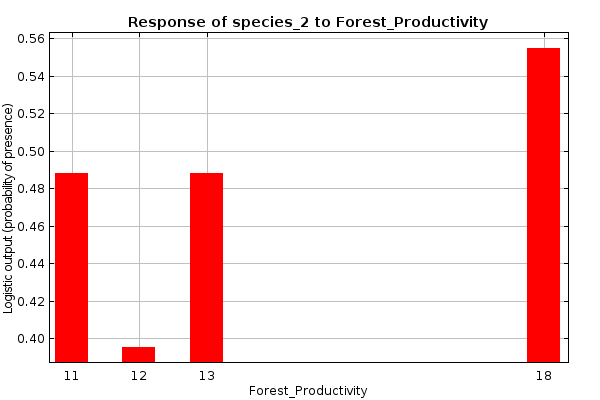 Response of species_2 to Forest_Productivity
Logistic output (probability of presence)
0.56
0.54
0.52
0.50
0.48
0.46
0.44
0.42
0.40
11 12 13 18
Forest_Productivity